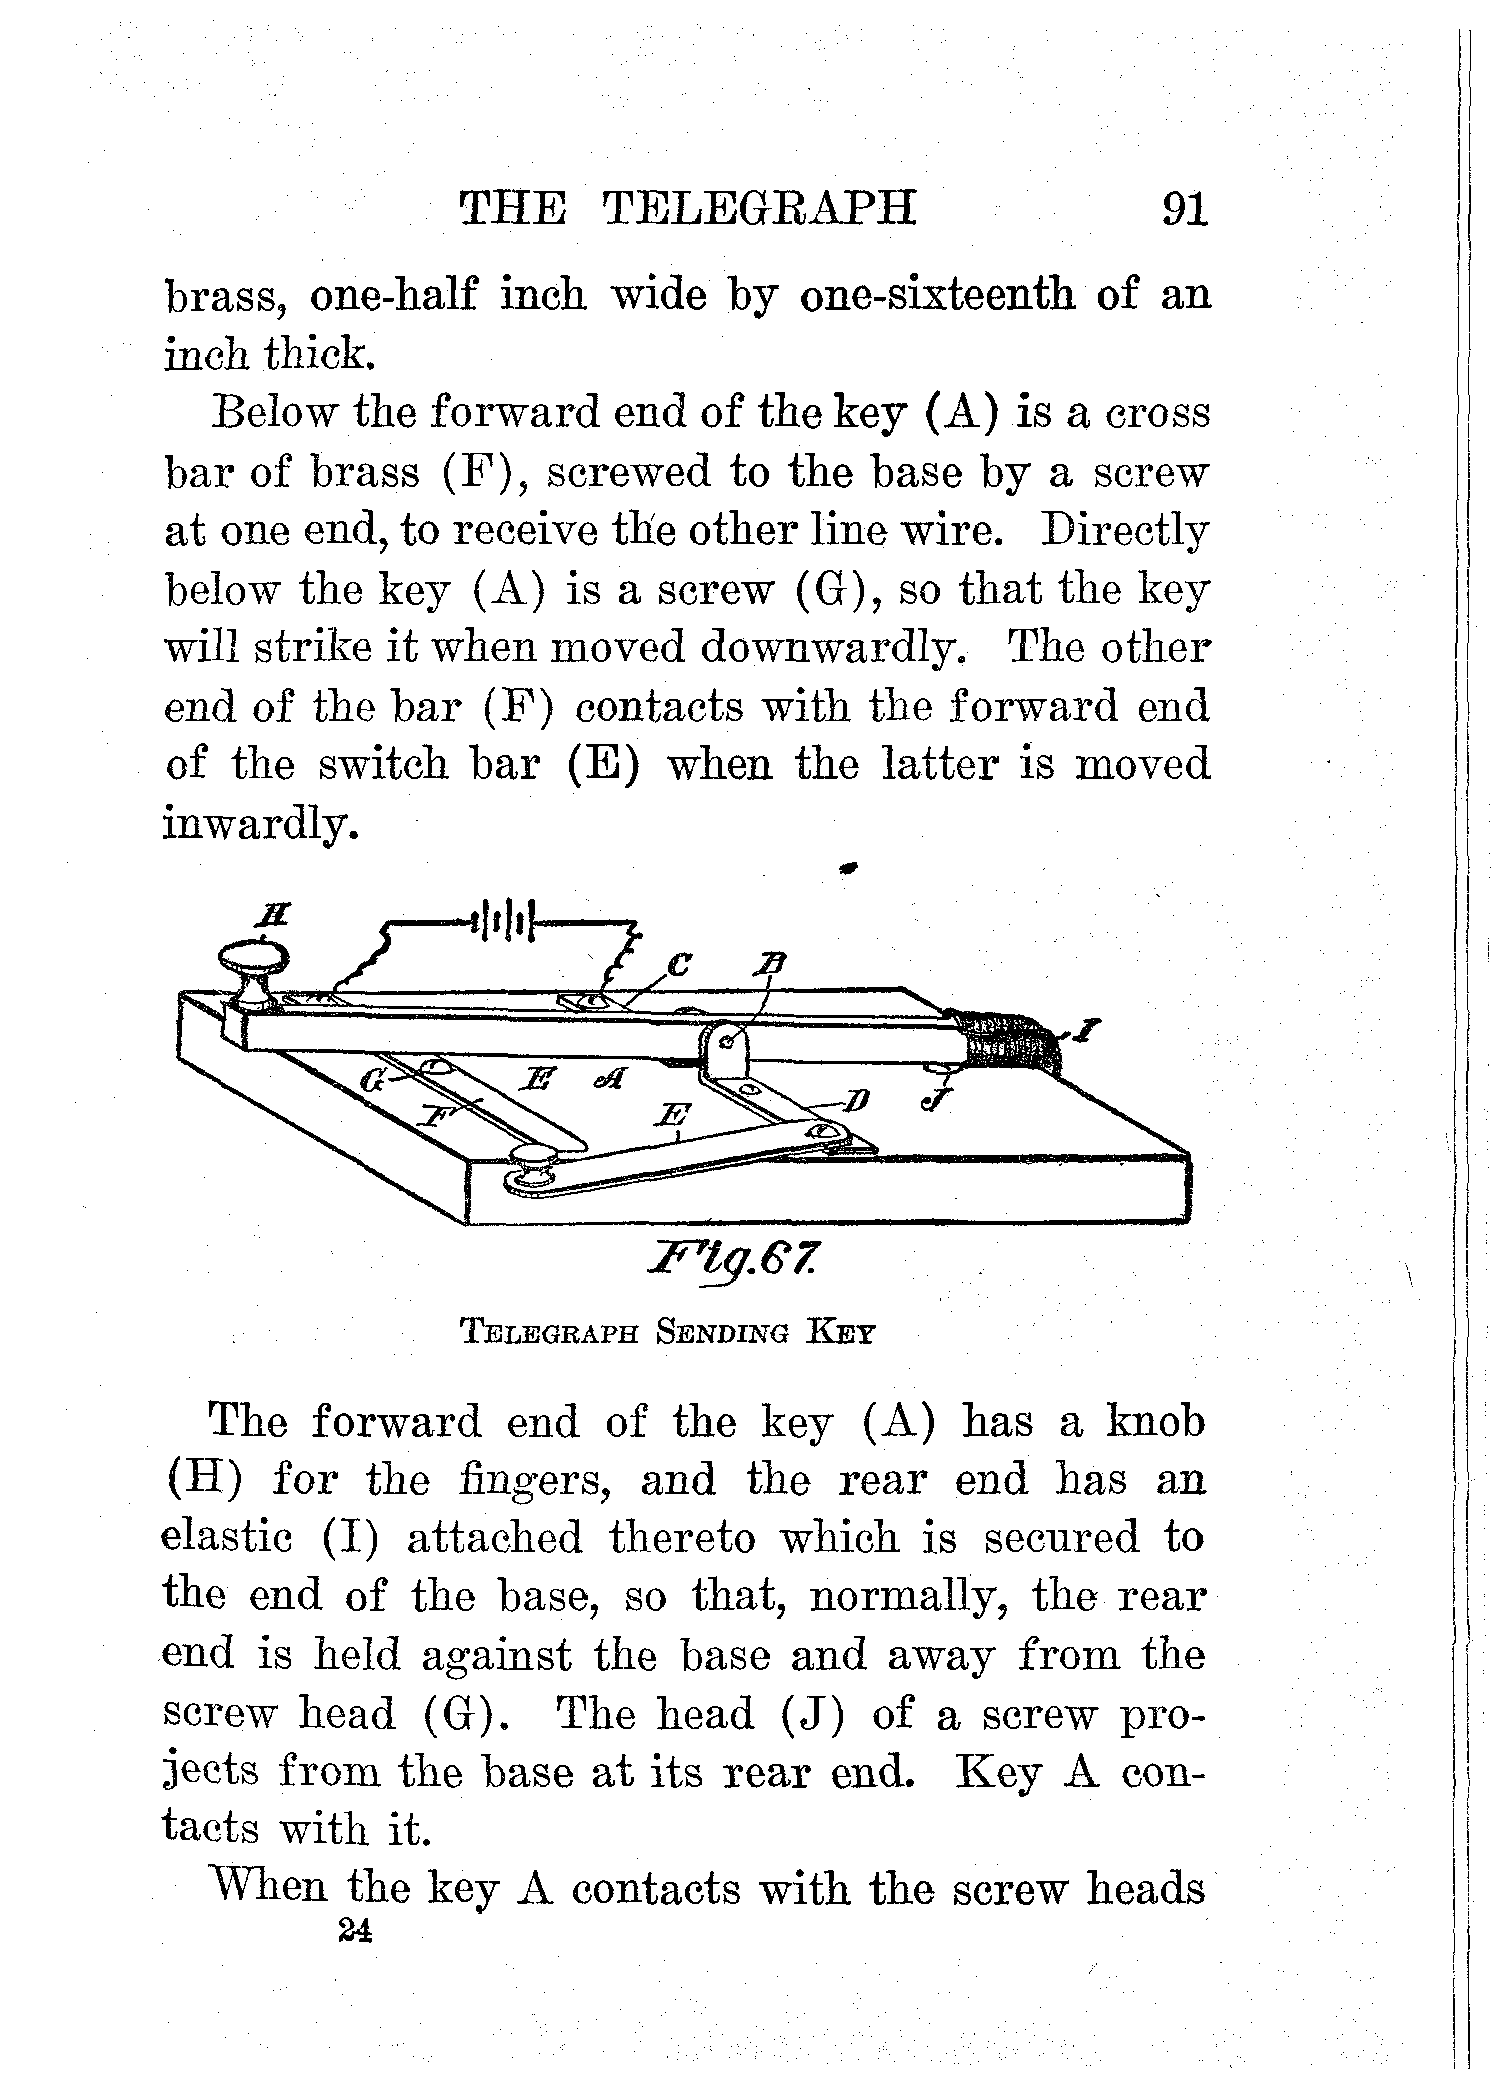 THE TELEGRAPH 91
brass, one-half inch wide by one-sixteenth of an
inch thick.
Below the forward end of the key (A) is a cross
bar of brass (F), screwed to the base by a screw
at one end, to receive the other line wire. Directly
below the key (A) is a screw (G), so that the key
will strike it when moved downwardly. The other
end of the bar (F) contacts with the forward end
of the switch bar (E) when the latter is moved
inwardly.
H
C B
I
G E A
F E D J
Fig. 67.
TELEGRAPH SENDING KEY
The forward end of the key (A) has a knob
(H) for the fingers, and the rear end has an
elastic (I) attached thereto which is secured to
the end of the base, so that, normally, the rear
end is held against the base and away from the
screw head (G). The head (J) of a screw pro-
jects from the base at its rear end. Key A con-
tacts with it.
When the key A contacts with the screw heads
24